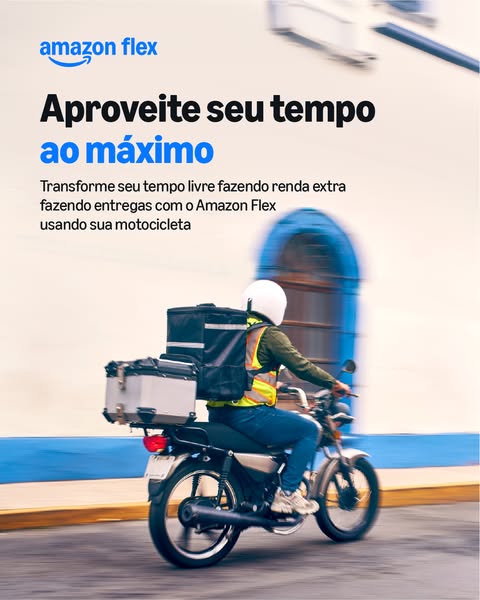 amazon flex
Aproveite seu tempo
ao máximo
Transforme seu tempo livre fazendo renda extra
fazendo entregas com o Amazon Flex
usando sua motocicleta